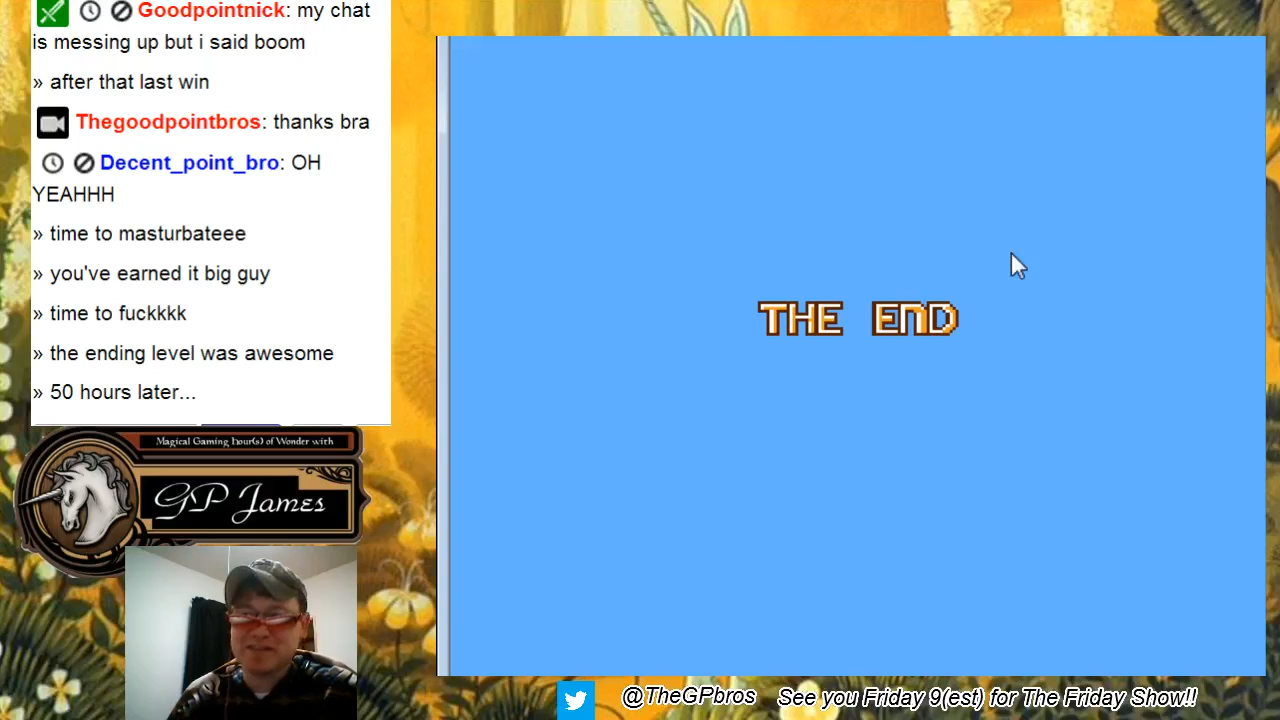 Goodpointnick: my chat
is messing up but i said boom
» after that last win
Thegoodpointbros: thanks bra
Decent_point_bro: OH
YEAHHH
» time to masturbateee
» you've earned it big guy
» time to fuckkkk
» the ending level was awesome
» 50 hours later...
Magical Gaming hour(s) of Wonder with
GP James
THE END
@TheGPbros See you Friday 9(est) for The Friday Show!!